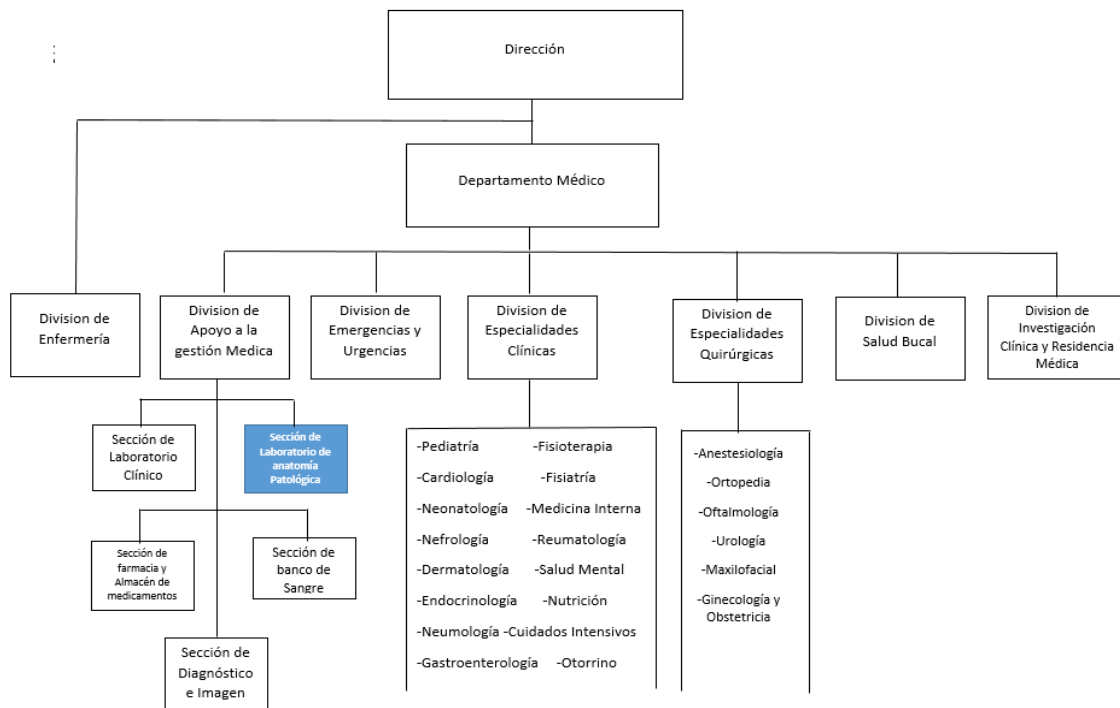 Dirección
Departamento Médico
Division de
Enfermería
Division de
Apoyo a la
gestión Medica
Division de
Emergencias y
Urgencias
Division de
Especialidades
Clínicas
Division de
Especialidades
Quirúrgicas
Division de
Salud Bucal
Division de
Investigación
Clínica y Residencia
Médica
Sección de
Laboratorio
Clínico
Sección de
Laboratorio de
anatomía
Patológica
Sección de
farmacia y
Almacén de
medicamentos
Sección de
banco de
Sangre
Sección de
Diagnóstico
e Imagen
-Pediatría -Fisioterapia
-Cardiología -Fisiatría
-Neonatología -Medicina Interna
-Nefrología -Reumatología
-Dermatología -Salud Mental
-Endocrinología -Nutrición
-Neumología -Cuidados Intensivos
-Gastroenterología -Otorrino
-Anestesiología
-Ortopedia
-Oftalmología
-Urología
-Maxilofacial
-Ginecología y
Obstetricia